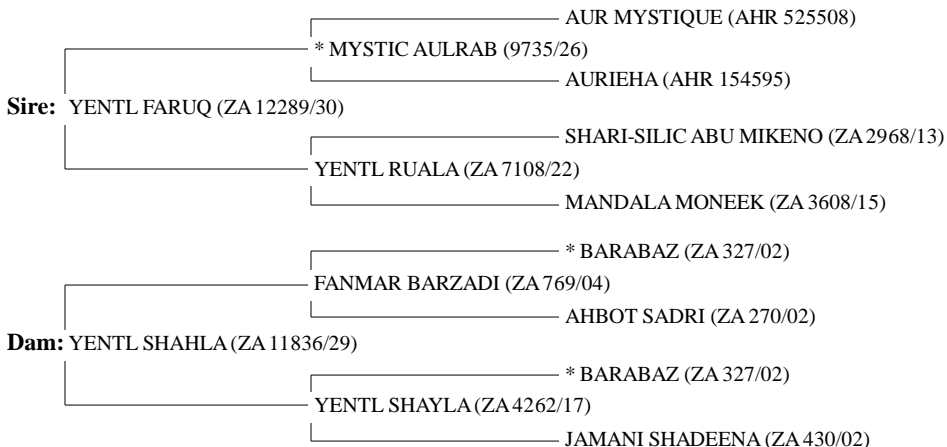 AUR MYSTIQUE (AHR 525508)
* MYSTIC AULRAB (9735/26)
AURIEHA (AHR 154595)
Sire: YENTL FARUQ (ZA 12289/30)
SHARI-SILIC ABU MIKENO (ZA 2968/13)
YENTL RUALA (ZA 7108/22)
MANDALA MONEEK (ZA 3608/15)
* BARABAZ (ZA 327/02)
FANMAR BARZADI (ZA 769/04)
AHBOT SADRI (ZA 270/02)
Dam: YENTL SHAHLA (ZA 11836/29)
* BARABAZ (ZA 327/02)
YENTL SHAYLA (ZA 4262/17)
JAMANI SHADEENA (ZA 430/02)